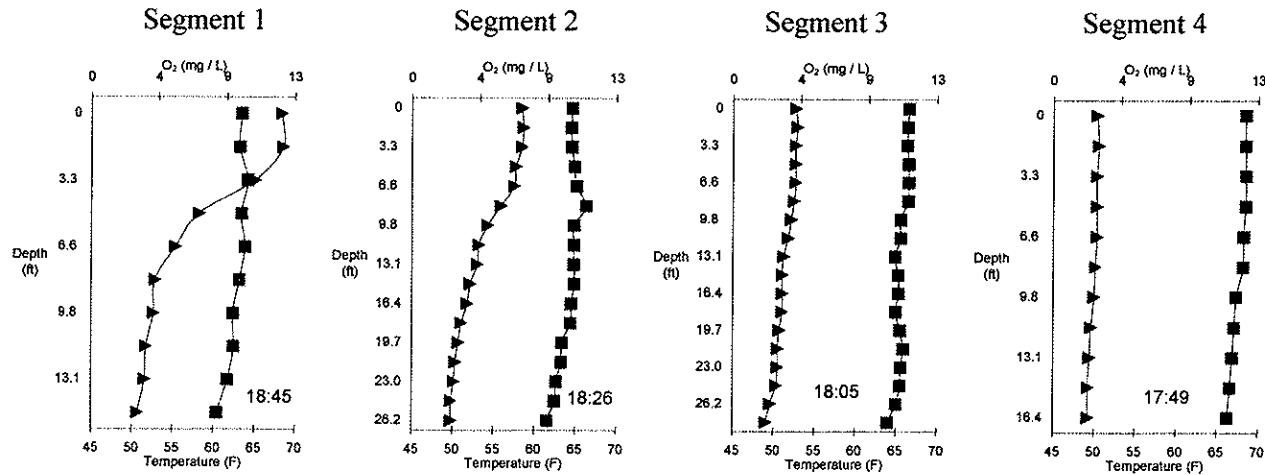 Segment 1
O₂ (mg / L)
0 4 9 13
0
3.3
6.6
9.8
13.1
Depth
(ft)
18:45
45 50 55 60 65 70
Temperature (F)
Segment 2
O₂ (mg / L)
0 4 9 13
0
3.3
6.6
9.8
13.1
16.4
19.7
23.0
26.2
Depth
(ft)
18:26
45 50 55 60 65 70
Temperature (F)
Segment 3
O₂ (mg / L)
0 4 9 13
0
3.3
6.6
9.8
13.1
16.4
19.7
23.0
26.2
Depth
(ft)
18:05
45 50 55 60 65 70
Temperature (F)
Segment 4
O₂ (mg / L)
0 4 9 13
0
3.3
6.6
9.8
13.1
16.4
Depth
(ft)
17:49
45 50 55 60 65 70
Temperature (F)